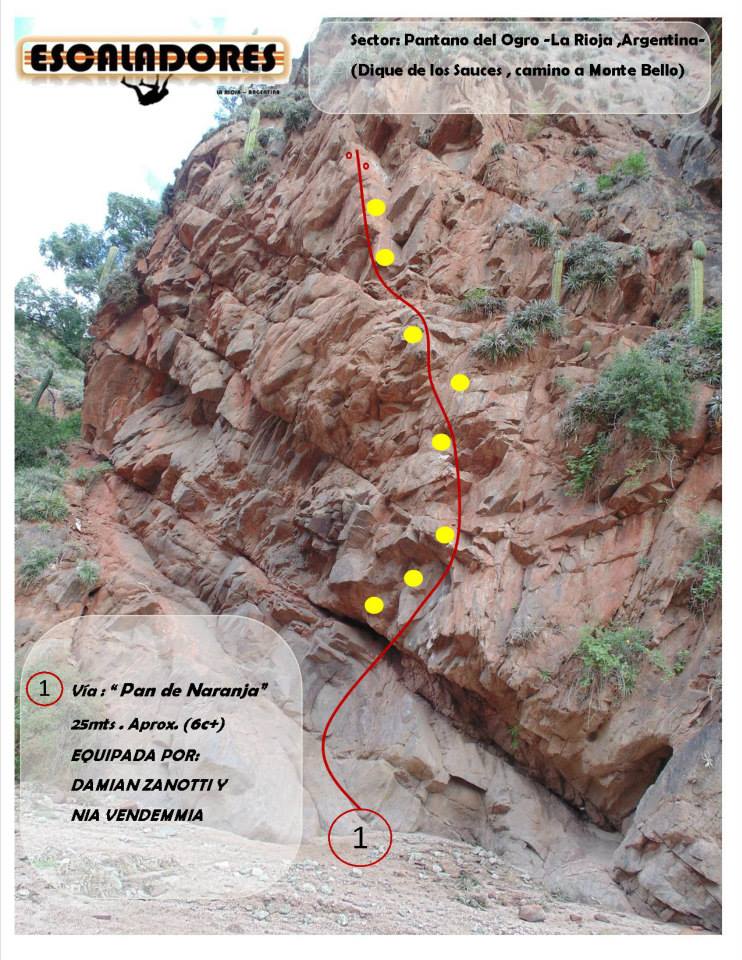 ESCALADORES
LA RIOJA - ARGENTINA
Sector: Pantano del Ogro -La Rioja ,Argentina-
(Dique de los Sauces , camino a Monte Bello)
1 Vía : “ Pan de Naranja”
25mts . Aprox. (6c+)
EQUIPADA POR:
DAMIAN ZANOTTI Y
NIA VENDEMMIA
1